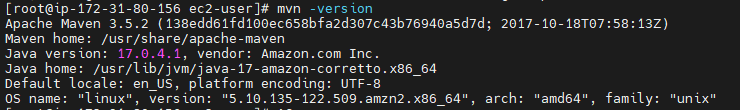 [root@ip-172-31-80-156 ec2-user]# mvn -version
Apache Maven 3.5.2 (138edd61fd100ec658bfa2d307c43b76940a5d7d; 2017-10-18T07:58:13Z)
Maven home: /usr/share/apache-maven
Java version: 17.0.4.1, vendor: Amazon.com Inc.
Java home: /usr/lib/jvm/java-17-amazon-corretto.x86_64
Default locale: en_US, platform encoding: UTF-8
OS name: "linux", version: "5.10.135-122.509.amzn2.x86_64", arch: "amd64", family: "unix"